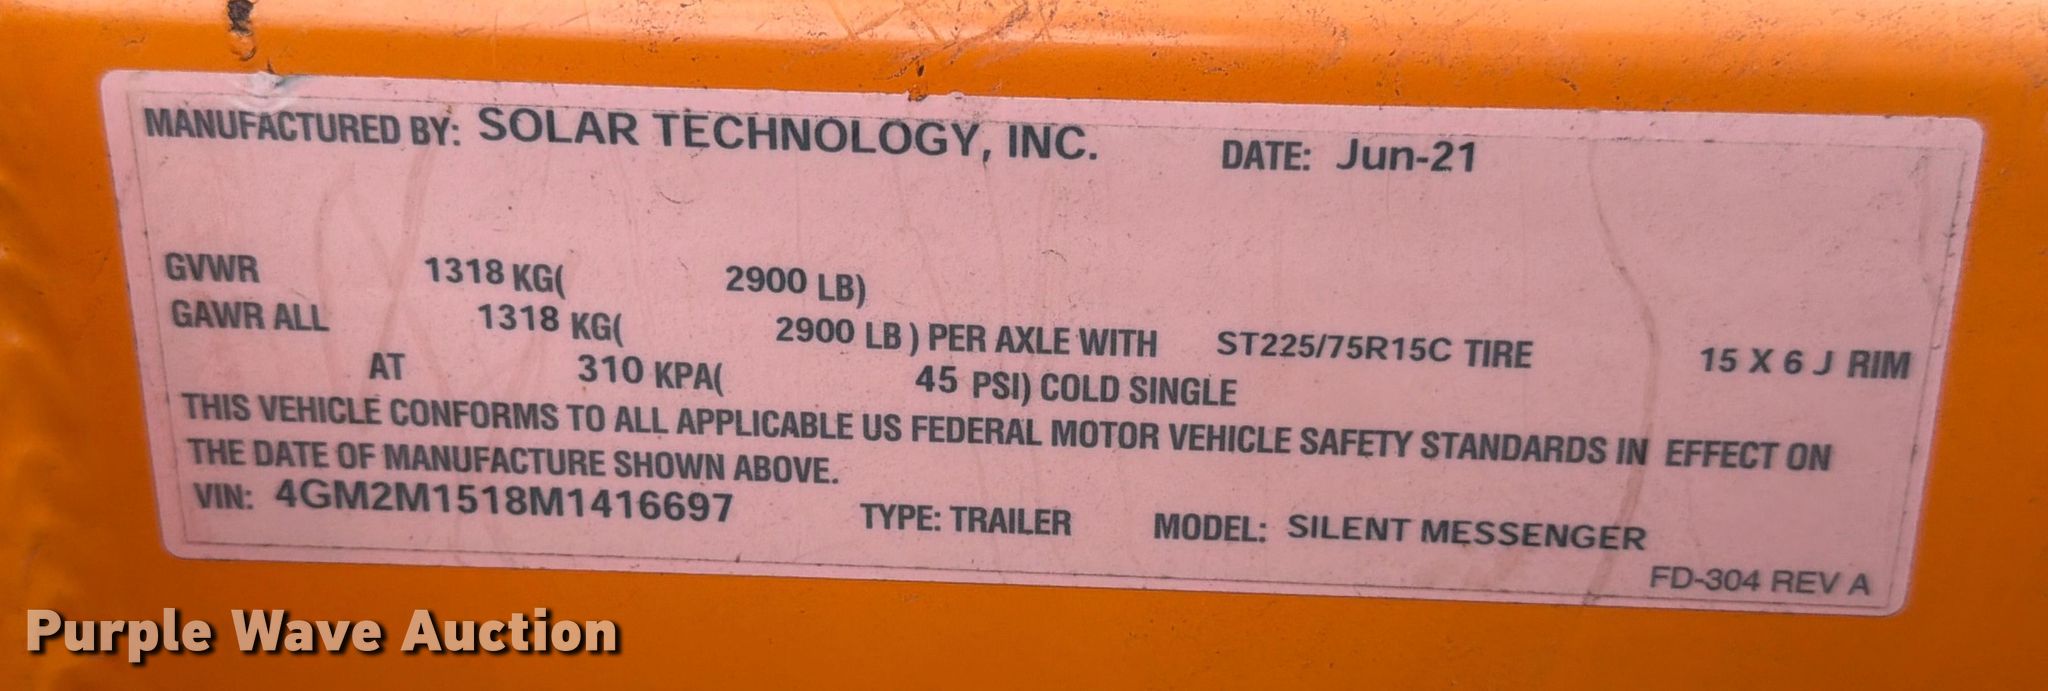 MANUFACTURED BY: SOLAR TECHNOLOGY, INC. DATE: Jun-21
GVWR 1318 KG( 2900 LB)
GAWR ALL 1318 KG( 2900 LB ) PER AXLE WITH ST225/75R15C TIRE 15 X 6 J RIM
AT 310 KPA( 45 PSI) COLD SINGLE
THIS VEHICLE CONFORMS TO ALL APPLICABLE US FEDERAL MOTOR VEHICLE SAFETY STANDARDS IN EFFECT ON
THE DATE OF MANUFACTURE SHOWN ABOVE.
VIN: 4GM2M1518M1416697 TYPE: TRAILER MODEL: SILENT MESSENGER
FD-304 REV A
Purple Wave Auction